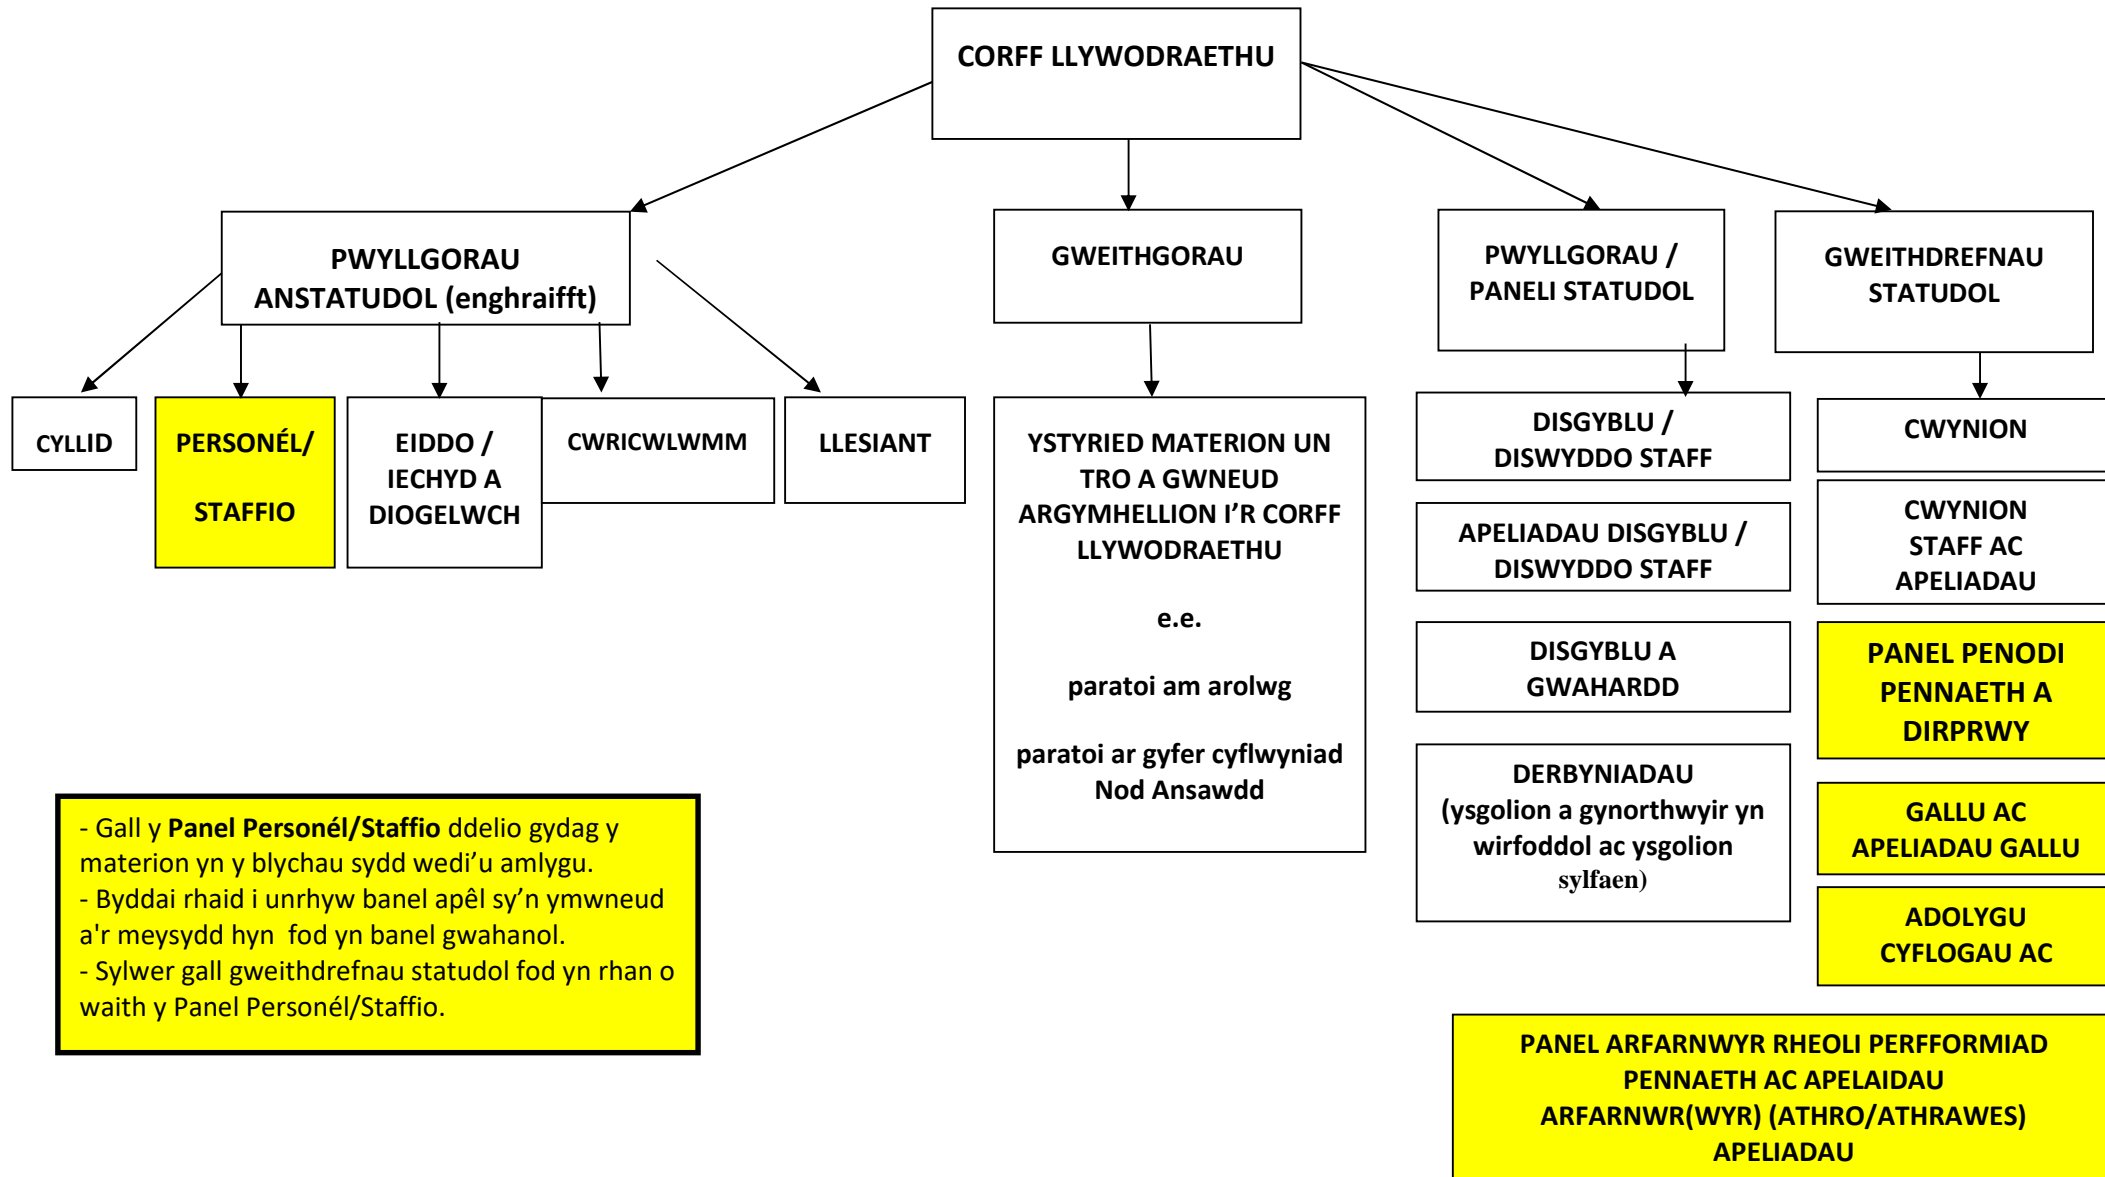 CORFF LLYWODRAETHU
PWYLLGORAU
ANSTATUDOL (enghraifft)
GWEITHGORAU
PWYLLGORAU /
PANELI STATUDOL
GWEITHDREFNAU
STATUDOL
CYLLID
PERSONÉL/
STAFFIO
EIDDO /
IECHYD A
DIOGELWCH
CWRICWLWMM
LLESIANT
YSTYRIED MATERION UN
TRO A GWNEUD
ARGYMHELLION I’R CORFF
LLYWODRAETHU
e.e.
paratoi am arolwg
paratoi ar gyfer cyflwyniad
Nod Ansawdd
DISGYBLU /
DISWYDDO STAFF
APELIADAU DISGYBLU /
DISWYDDO STAFF
DISGYBLU A
GWAHARDD
DERBYNIADAU
(ysgolion a gynorthwyir yn
wirfoddol ac ysgolion
sylfaen)
CWYNION
CWYNION
STAFF AC
APELIADAU
PANEL PENODI
PENNAETH A
DIRPRWY
GALLU AC
APELIADAU GALLU
ADOLYGU
CYFLOGAU AC
PANEL ARFARNWYR RHEOLI PERFFORMIAD
PENNAETH AC APELAIDAU
ARFARNWR(WYR) (ATHRO/ATHRAWES)
APELIADAU
- Gall y Panel Personél/Staffio ddelio gydag y
materion yn y blychau sydd wedi’u amlygu.
- Byddai rhaid i unrhyw banel apêl sy’n ymwneud
a'r meysydd hyn  fod yn banel gwahanol.
- Sylwer gall gweithdrefnau statudol fod yn rhan o
waith y Panel Personél/Staffio.